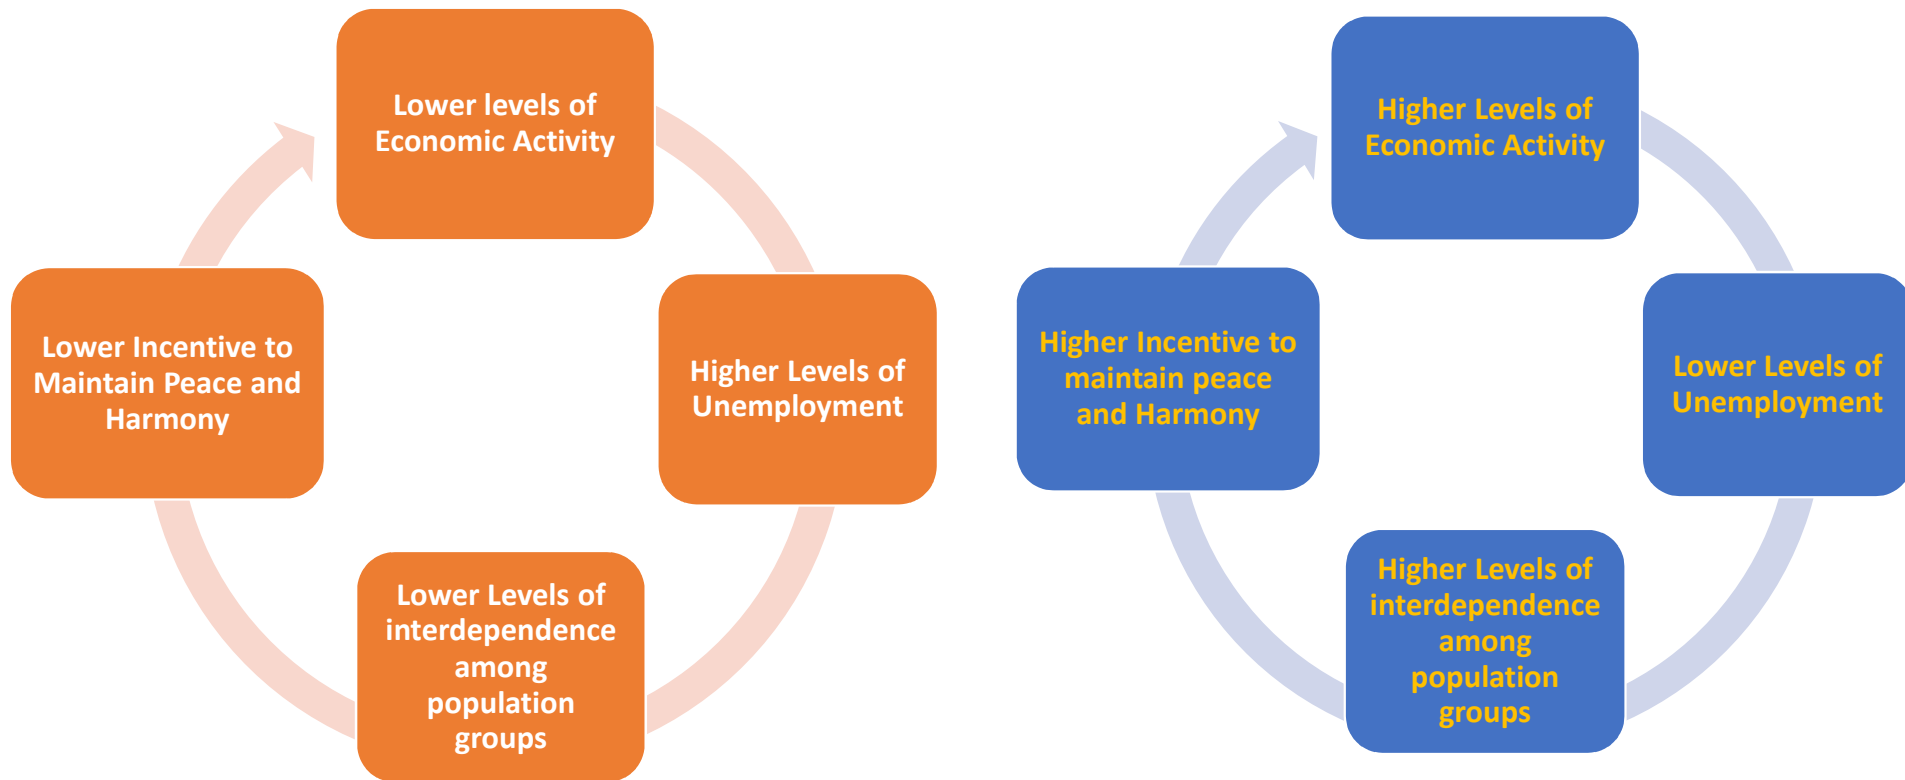 Lower levels of
Economic Activity
Higher Levels of
Unemployment
Lower Levels of
interdependence
among
population
groups
Lower Incentive to
Maintain Peace and
Harmony
Higher Levels of
Economic Activity
Lower Levels of
Unemployment
Higher Levels of
interdependence
among
population
groups
Higher Incentive to
maintain peace
and Harmony